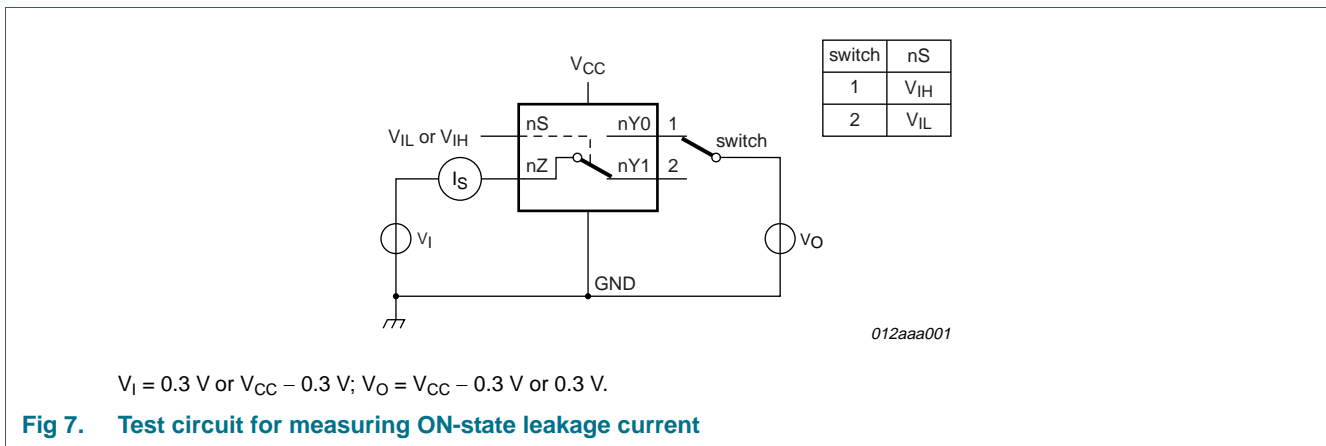 switch nS
1 VIH
2 VIL
VCC
VIL or VIH
nS
nY0
1
switch
IS
nZ
nY1
2
VI
VO
GND
012aaa001
VI = 0.3 V or VCC − 0.3 V; VO = VCC − 0.3 V or 0.3 V.
Fig 7. Test circuit for measuring ON-state leakage current